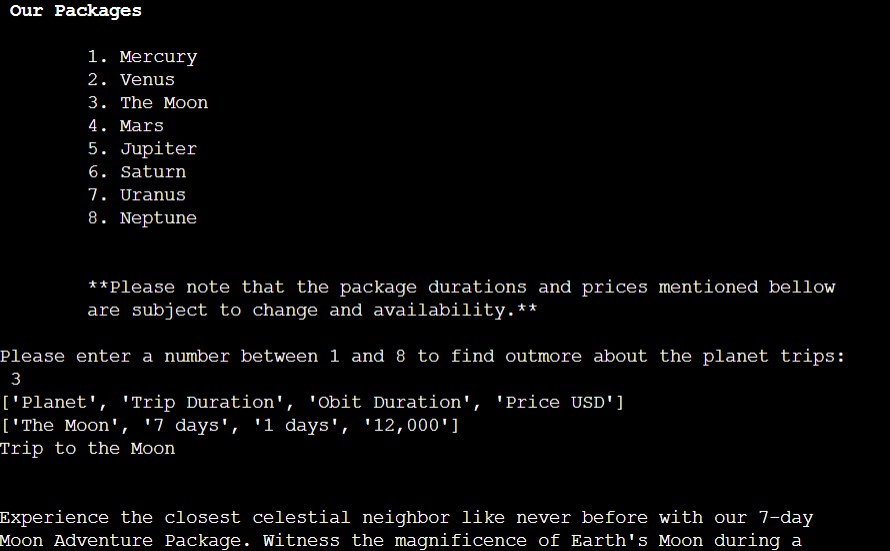 Our Packages
1. Mercury
2. Venus
3. The Moon
4. Mars
5. Jupiter
6. Saturn
7. Uranus
8. Neptune
**Please note that the package durations and prices mentioned bellow
are subject to change and availability.**
Please enter a number between 1 and 8 to find outmore about the planet trips:
3
['Planet', 'Trip Duration', 'Obit Duration', 'Price USD']
['The Moon', '7 days', '1 days', '12,000']
Trip to the Moon
Experience the closest celestial neighbor like never before with our 7-day
Moon Adventure Package. Witness the magnificence of Earth's Moon during a